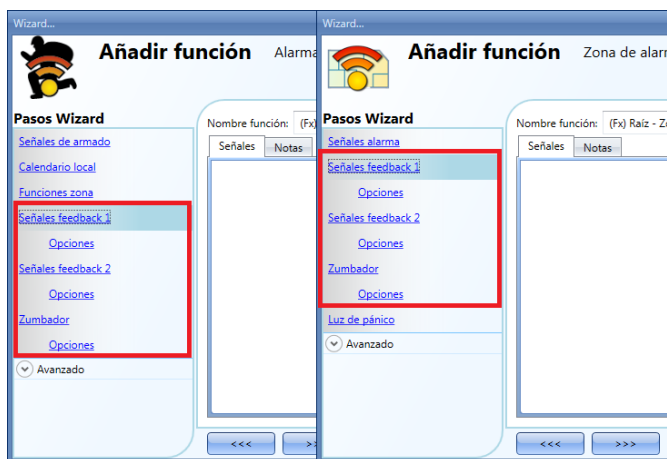 Wizard...
Añadir función Alarma
Pasos Wizard
Señales de armado
Calendario local
Funciones zona
Señales feedback 1
Opciones
Señales feedback 2
Opciones
Zumbador
Opciones
Avanzado
Nombre función: (Fx)
Señales Notas
<<< >>
Wizard...
Añadir función Zona de alarm
Pasos Wizard
Señales alarma
Señales feedback 1
Opciones
Señales feedback 2
Opciones
Zumbador
Opciones
Luz de pánico
Avanzado
Nombre función: (Fx) Raíz - Zo
Señales Notas
<<< >>>